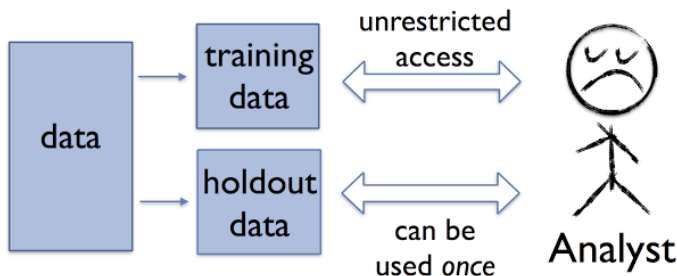 data
training
data
unrestricted
access
holdout
data
can be
used once
Analyst